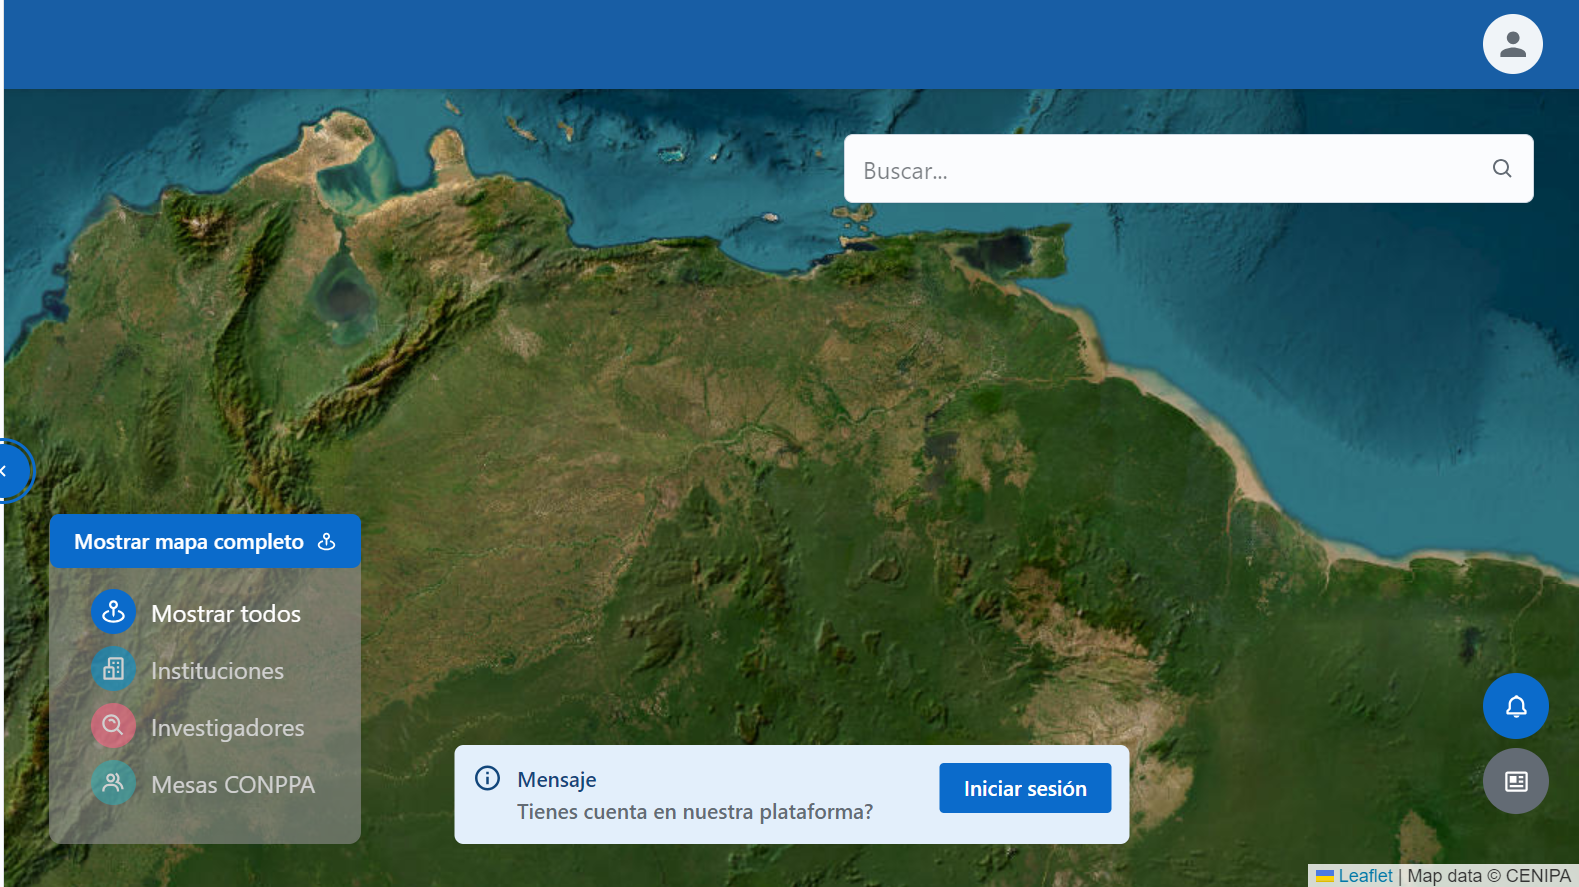 Buscar...
Mostrar mapa completo
Mostrar todos
Instituciones
Investigadores
Mesas CONPPA
Mensaje
Tienes cuenta en nuestra plataforma?
Iniciar sesión
Leaflet | Map data © CENIPA